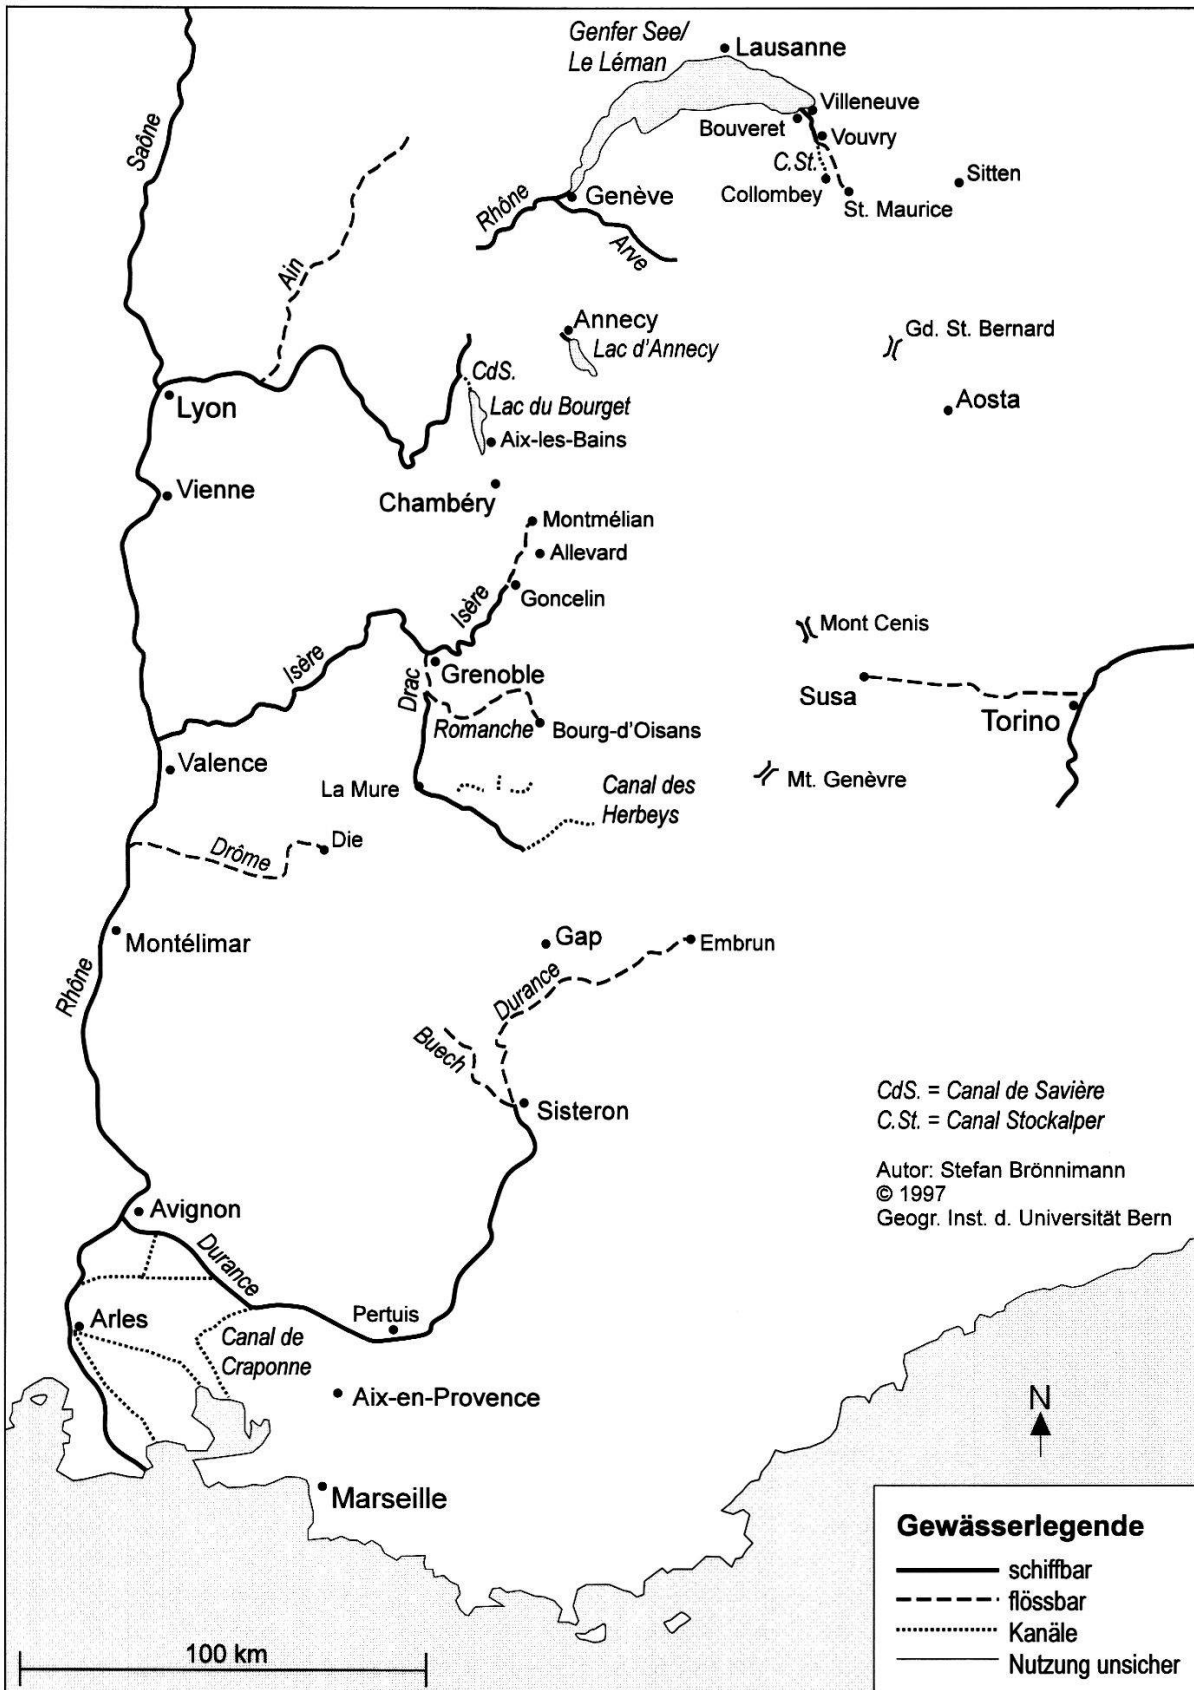 Genfer See/
Le Léman
Lausanne
Villeneuve
Bouveret
Vouvry
C.St.
Collombey
St. Maurice
Sitten
Saône
Rhône
Genève
Arve
Ain
Annecy
Lac d'Annecy
Gd. St. Bernard
CdS.
Lyon
Lac du Bourget
Aosta
Aix-les-Bains
Vienne
Chambéry
Montmélian
Allevard
Isère
Goncelin
Mont Cenis
Isère
Grenoble
Drac
Susa
Torino
Romanche
Bourg-d'Oisans
Valence
La Mure
Canal des
Herbeys
Mt. Genèvre
Drôme
Die
Montélimar
Gap
Embrun
Rhône
Durance
Buech
Sisteron
CdS. = Canal de Savière
C.St. = Canal Stockalper
Autor: Stefan Brönnimann
© 1997
Geogr. Inst. d. Universität Bern
Avignon
Durance
Arles
Pertuis
Canal de
Craponne
Aix-en-Provence
N
Marseille
Gewässerlegende
schiffbar
flössbar
Kanäle
Nutzung unsicher
100 km